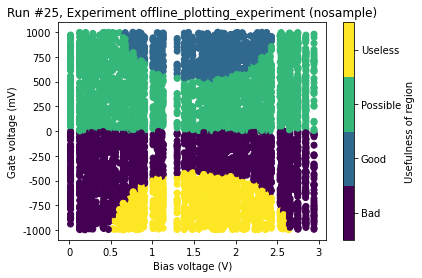 Run #25, Experiment offline_plotting_experiment (nosample)
1000
750
500
250
0
-250
-500
-750
-1000
Gate voltage (mV)
0
0.5
1
1.5
2
2.5
3
Bias voltage (V)
Useless
Possible
Good
Bad
Usefulness of region